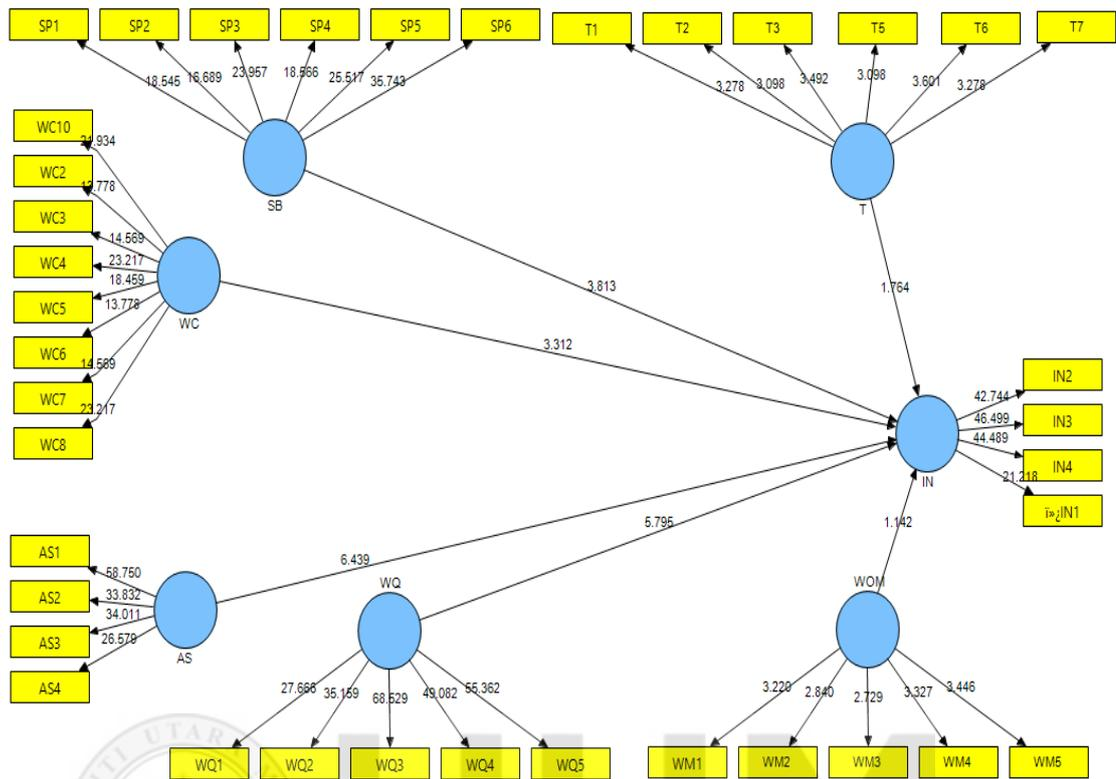 SP1 SP2 SP3 SP4 SP5 SP6
18.545 16.689 23.957 18.566 25.517 35.743
SB
T1 T2 T3 T5 T6 T7
3.278 3.098 3.492 3.098 3.601 3.278
T
WC10
WC2
WC3
WC4
WC5
WC6
WC7
WC8
21.934
13.778
14.569
23.217
18.459
13.778
14.569
23.217
WC
3.813
3.312
1.764
IN2
IN3
IN4
ï»¿IN1
42.744
46.499
44.489
21.218
IN
6.439
5.795
1.142
AS1
AS2
AS3
AS4
58.750
33.832
34.011
26.579
AS
WQ
27.666 35.159 68.529 49.082 55.362
WQ1 WQ2 WQ3 WQ4 WQ5
WOM
3.220 2.840 2.729 3.327 3.446
WM1 WM2 WM3 WM4 WM5
UTAR